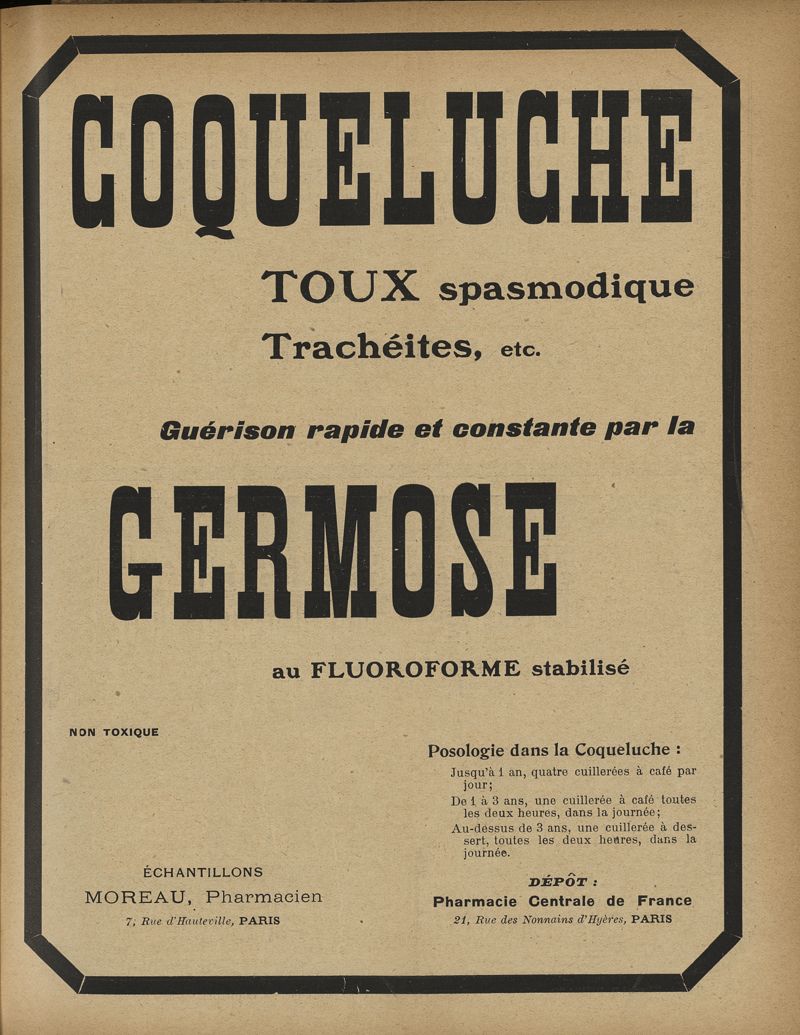 COQUELUCHE
TOUX spasmodique
Trachéites, etc.
Guérison rapide et constante par la
GERMOSE
au FLUOROFORME stabilisé
NON TOXIQUE
Posologie dans la Coqueluche :
Jusqu'à 1 an, quatre cuillerées à café par
jour;
De 1 à 3 ans, une cuillerée à café toutes
les deux heures, dans la journée;
Au-dessus de 3 ans, une cuillerée à des-
sert, toutes les deux heures, dans la
journée.
ÉCHANTILLONS
MOREAU, Pharmacien
7, Rue d'Hauteville, PARIS
DÉPÔT :
Pharmacie Centrale de France
21, Rue des Nonnains d'Hyères, PARIS